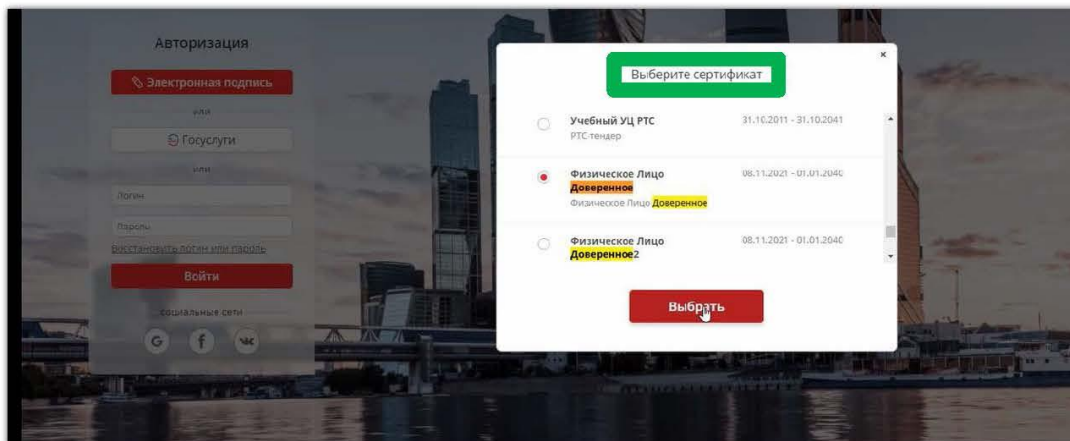 Авторизация
Электронная подпись
или
Госуслуги
или
Логин
Пароль
Восстановить логин или пароль
Войти
социальные сети
G f
Выберите сертификат
×
Учебный УЦ РТС 31.10.2011 - 31.10.2041
РТС-тендер
Физическое Лицо 08.11.2021 - 01.01.2040
Доверенное
Физическое Лицо Доверенное
Физическое Лицо 08.11.2021 - 01.01.2040
Доверенное2
Выбрать